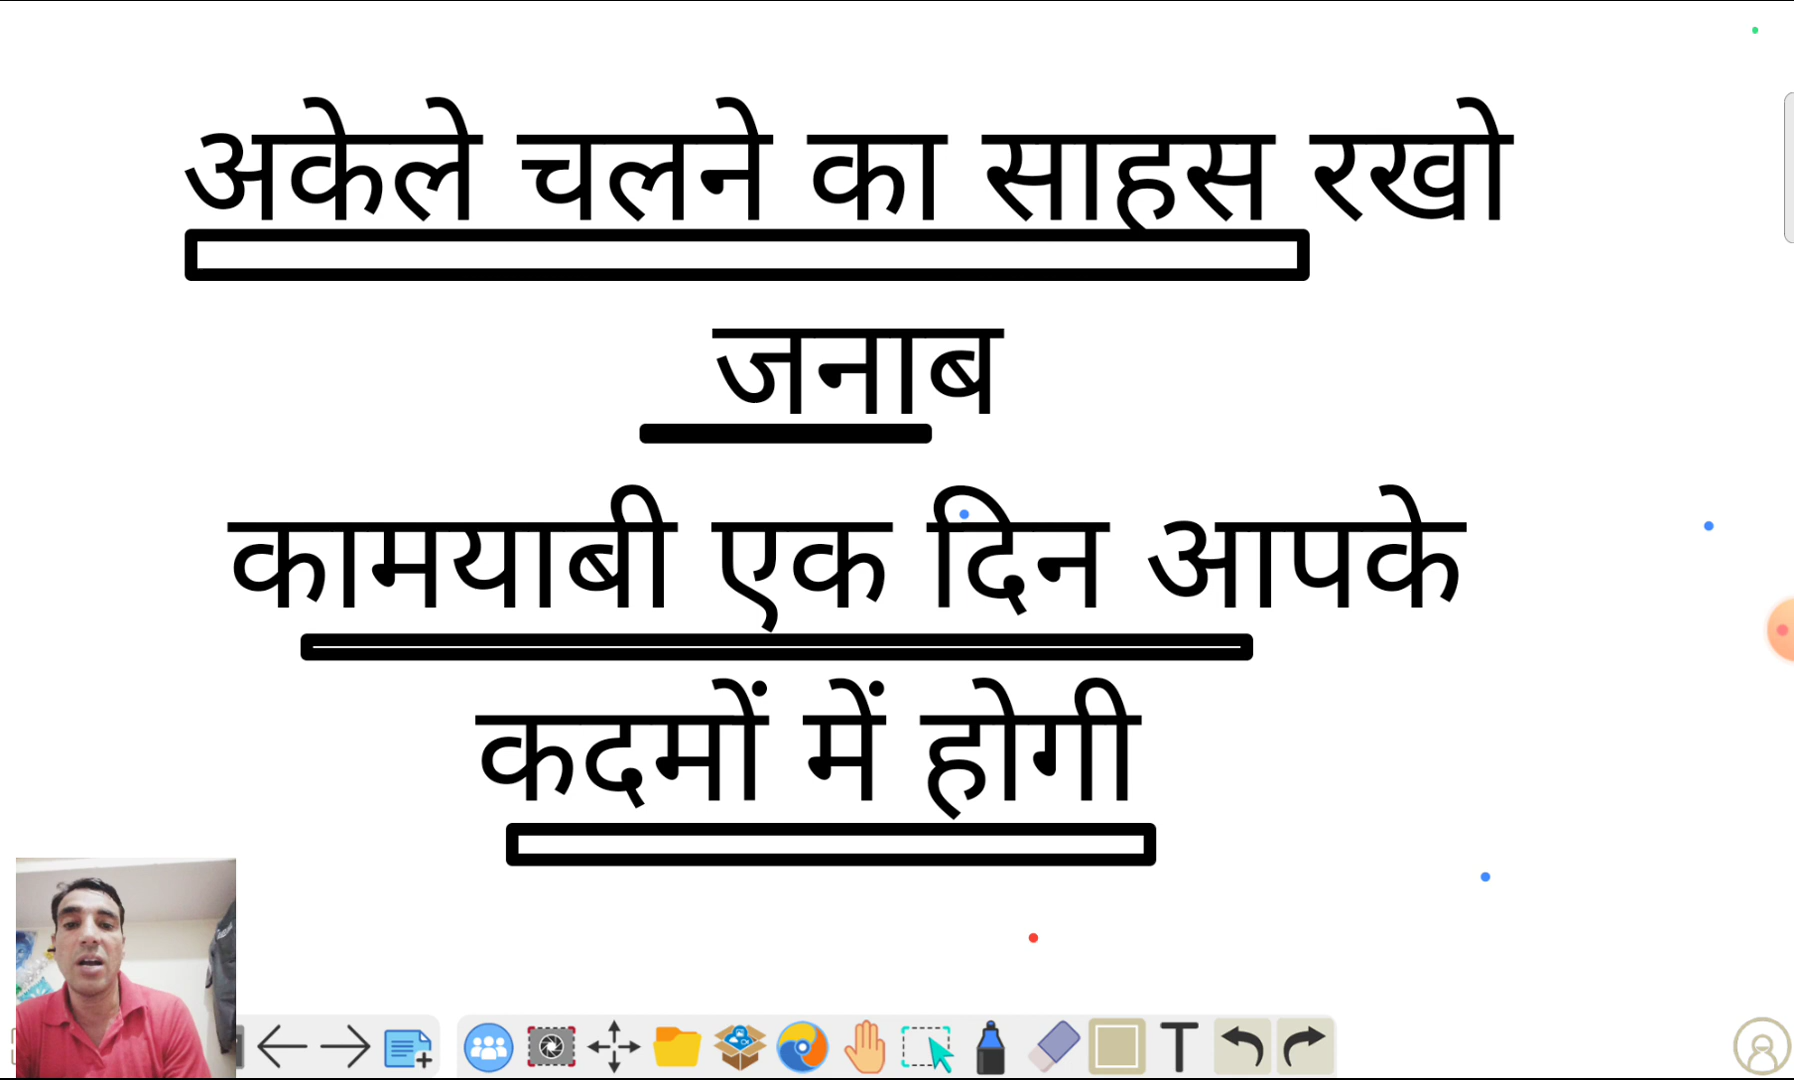 अकेले चलने का साहस रखो
जनाब
कामयाबी एक दिन आपके
कदमों में होगी